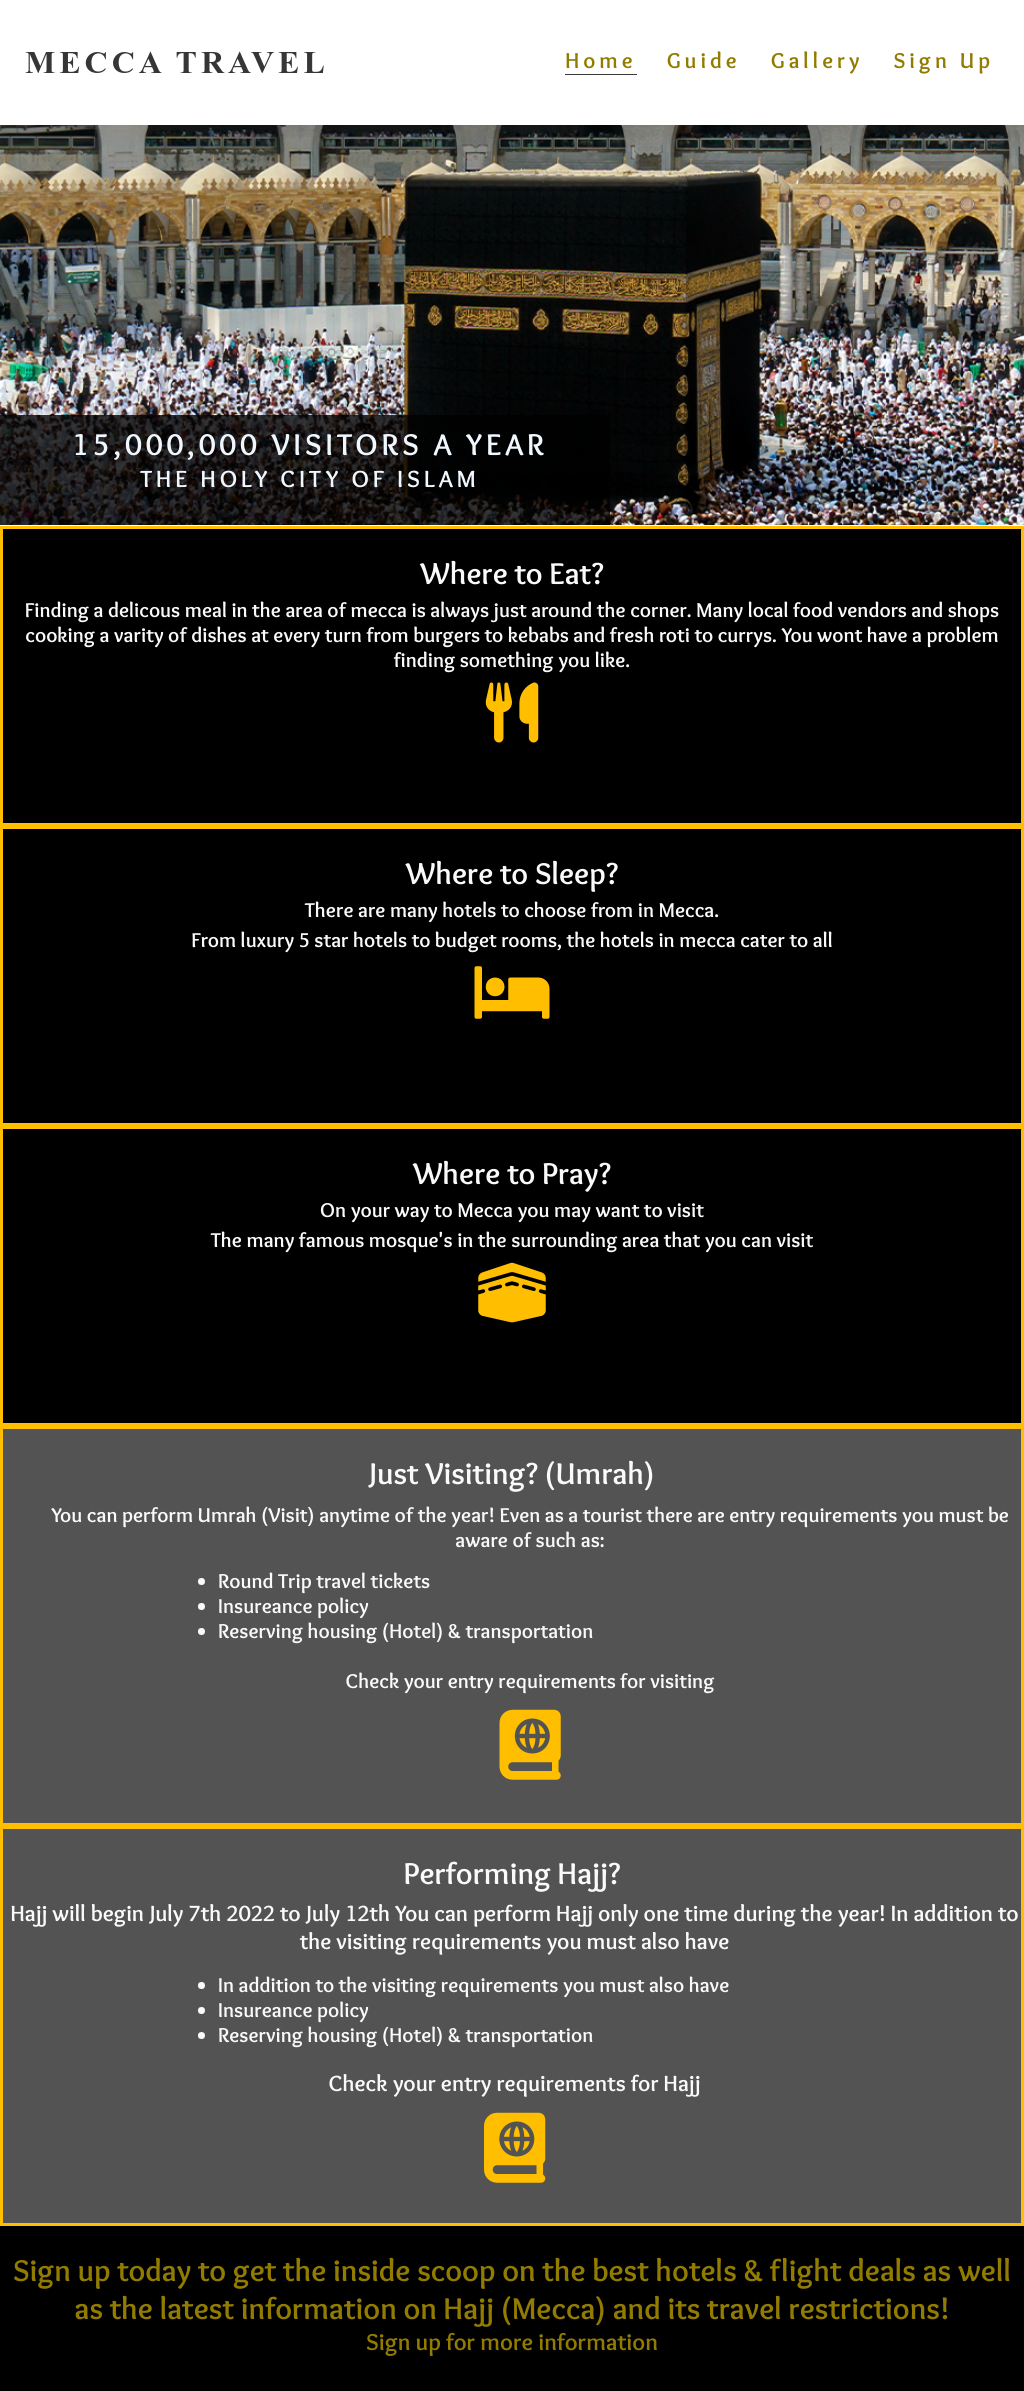 MECCA TRAVEL
Home Guide Gallery Sign Up
15,000,000 VISITORS A YEAR
THE HOLY CITY OF ISLAM
Where to Eat?
Finding a delicous meal in the area of mecca is always just around the corner. Many local food vendors and shops
cooking a varity of dishes at every turn from burgers to kebabs and fresh roti to currys. You wont have a problem
finding something you like.
Where to Sleep?
There are many hotels to choose from in Mecca.
From luxury 5 star hotels to budget rooms, the hotels in mecca cater to all
Where to Pray?
On your way to Mecca you may want to visit
The many famous mosque's in the surrounding area that you can visit
Just Visiting? (Umrah)
You can perform Umrah (Visit) anytime of the year! Even as a tourist there are entry requirements you must be
aware of such as:
• Round Trip travel tickets
• Insureance policy
• Reserving housing (Hotel) & transportation
Check your entry requirements for visiting
Performing Hajj?
Hajj will begin July 7th 2022 to July 12th You can perform Hajj only one time during the year! In addition to
the visiting requirements you must also have
• In addition to the visiting requirements you must also have
• Insureance policy
• Reserving housing (Hotel) & transportation
Check your entry requirements for Hajj
Sign up today to get the inside scoop on the best hotels & flight deals as well
as the latest information on Hajj (Mecca) and its travel restrictions!
Sign up for more information